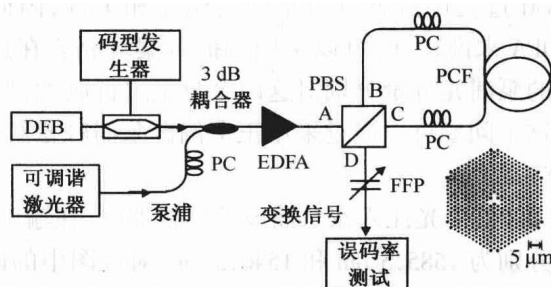 码型发生器
3 dB
耦合器
DFB
PC
EDFA
可调谐激光器
泵浦
PBS
A
B
C
D
PC
PCF
PC
FFP
变换信号
误码率测试
5 μm